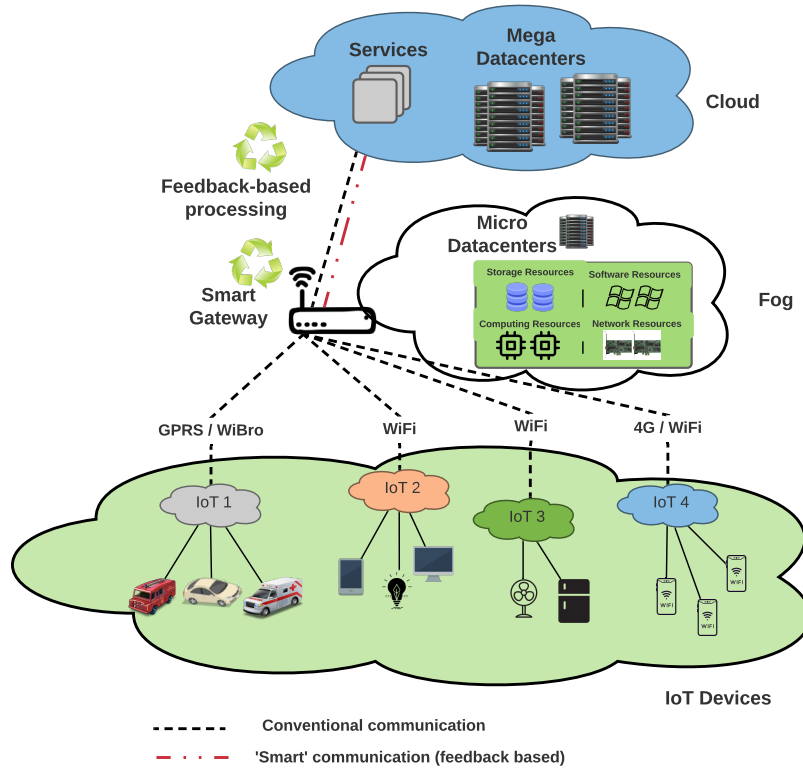 Services
Mega
Datacenters
Cloud
Feedback-based
processing
Micro
Datacenters
Storage Resources
Software Resources
Smart
Gateway
Fog
Computing Resources
Network Resources
GPRS / WiBro
WiFi
WiFi
4G / WiFi
IoT 1
IoT 2
IoT 3
IoT 4
WIFI
WIFI
WIFI
IoT Devices
Conventional communication
'Smart' communication (feedback based)